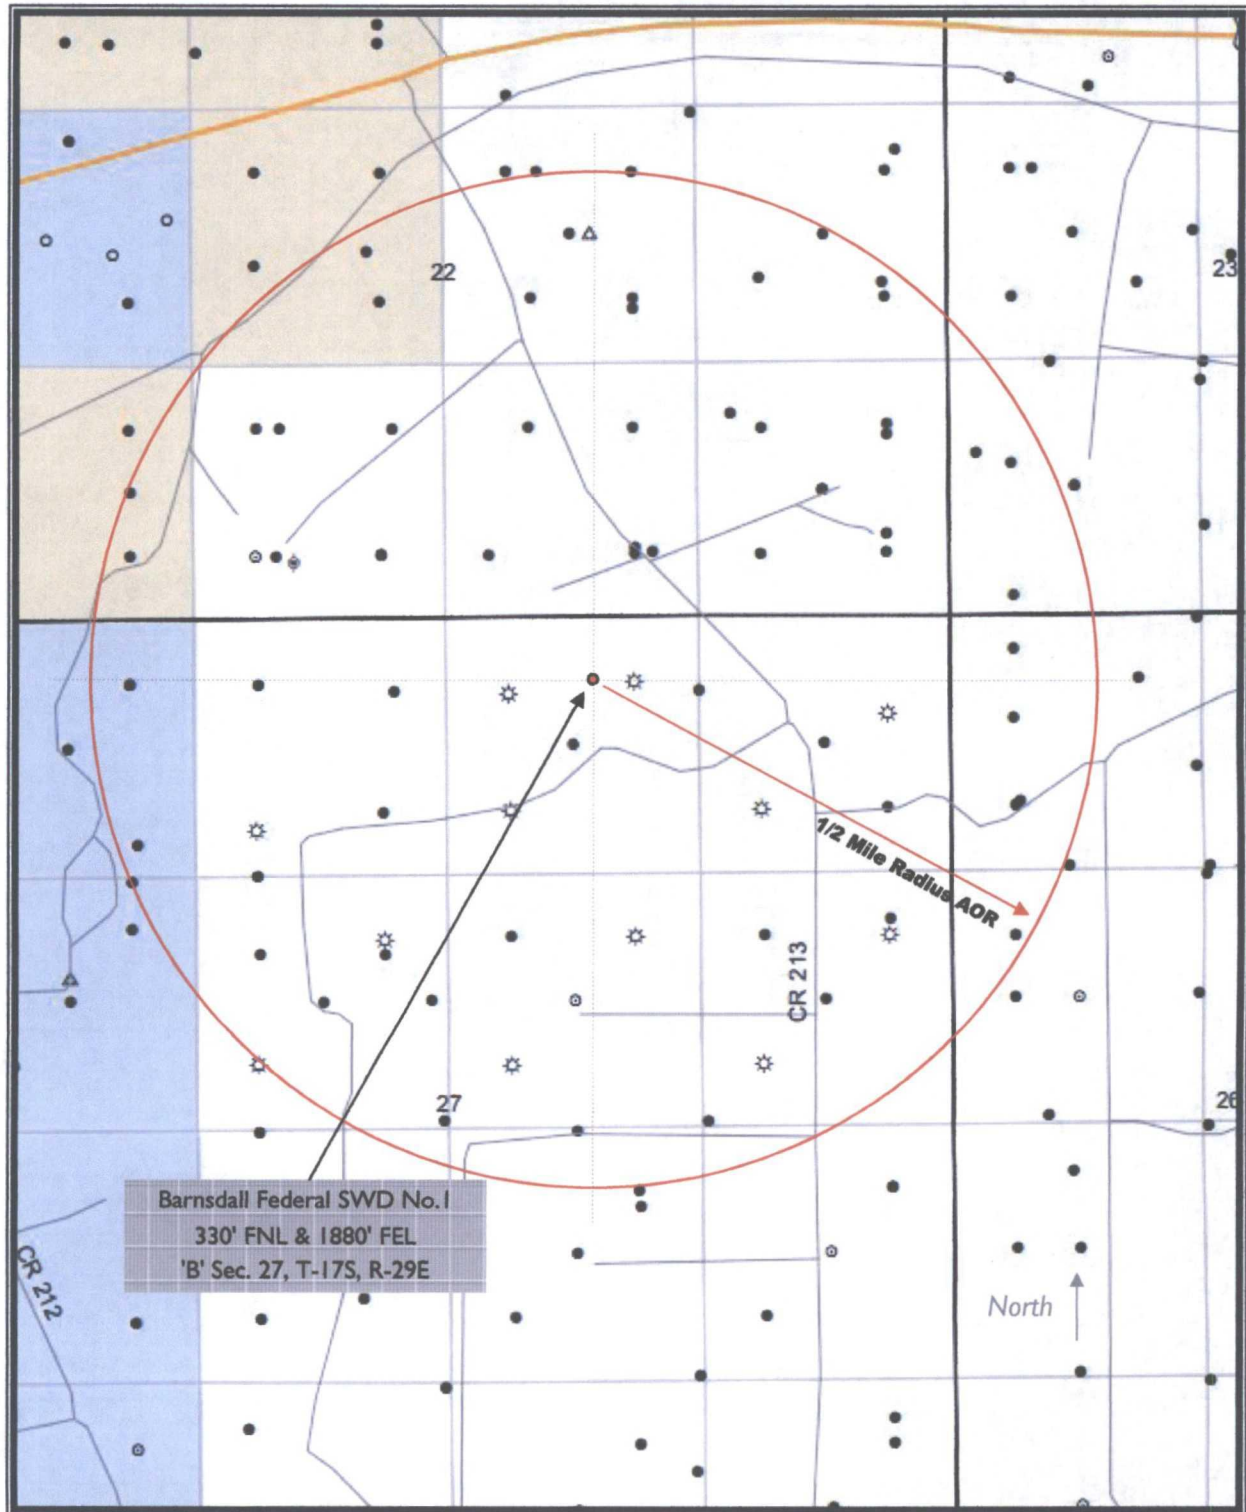 22
23
1/2 Mile Radius AOR
CR 213
27
26
Barnsdall Federal SWD No.1
330' FNL & 1880' FEL
'B' Sec. 27, T-17S, R-29E
CR 212
North